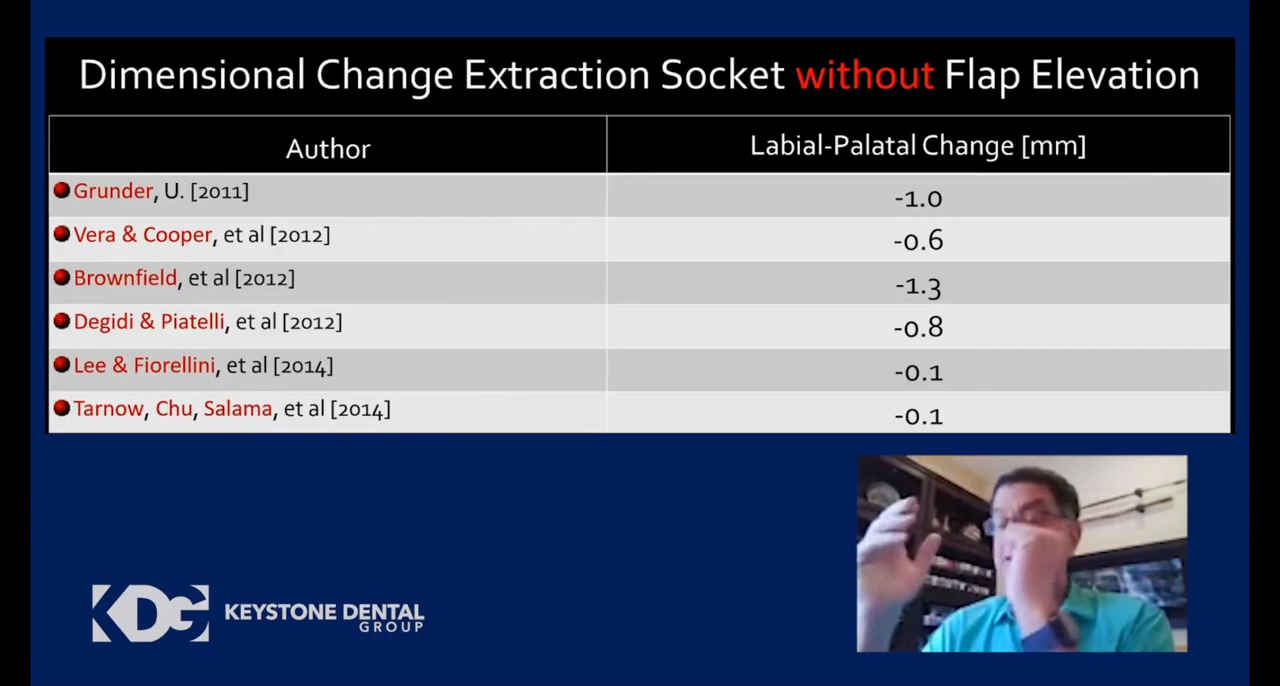 Dimensional Change Extraction Socket without Flap Elevation
Author Labial-Palatal Change [mm]
Grunder, U. [2011] -1.0
Vera & Cooper, et al [2012] -0.6
Brownfield, et al [2012] -1.3
Degidi & Piatelli, et al [2012] -0.8
Lee & Fiorellini, et al [2014] -0.1
Tarnow, Chu, Salama, et al [2014] -0.1
KDG KEYSTONE DENTAL
GROUP